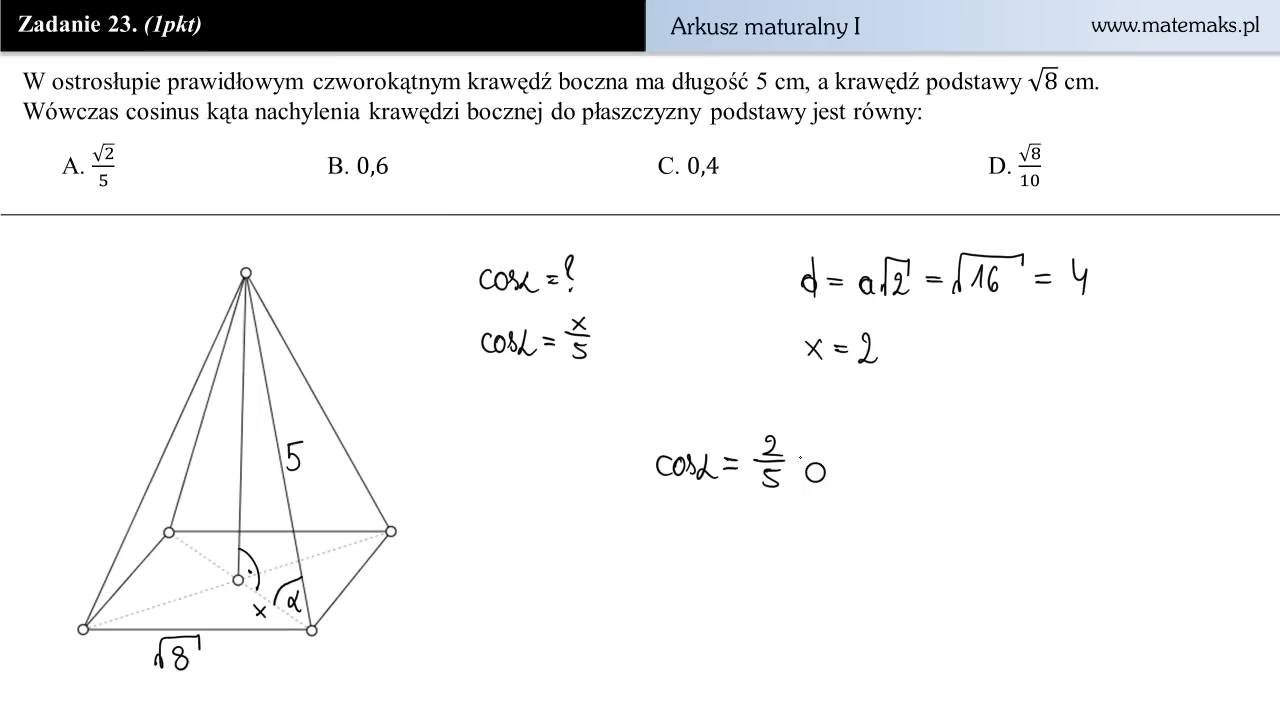 Zadanie 23. (1pkt)
Arkusz maturalny I
www.matemaks.pl
W ostrosłupie prawidłowym czworokątnym krawędź boczna ma długość 5 cm, a krawędź podstawy √8 cm.
Wówczas cosinus kąta nachylenia krawędzi bocznej do płaszczyzny podstawy jest równy:
A. √2/5 B. 0,6 C. 0,4 D. √8/10
cosα = ?
d = a√2 = √16 = 4
cosα = x/5
x = 2
5
cosα = 2/5 0
x α
√8